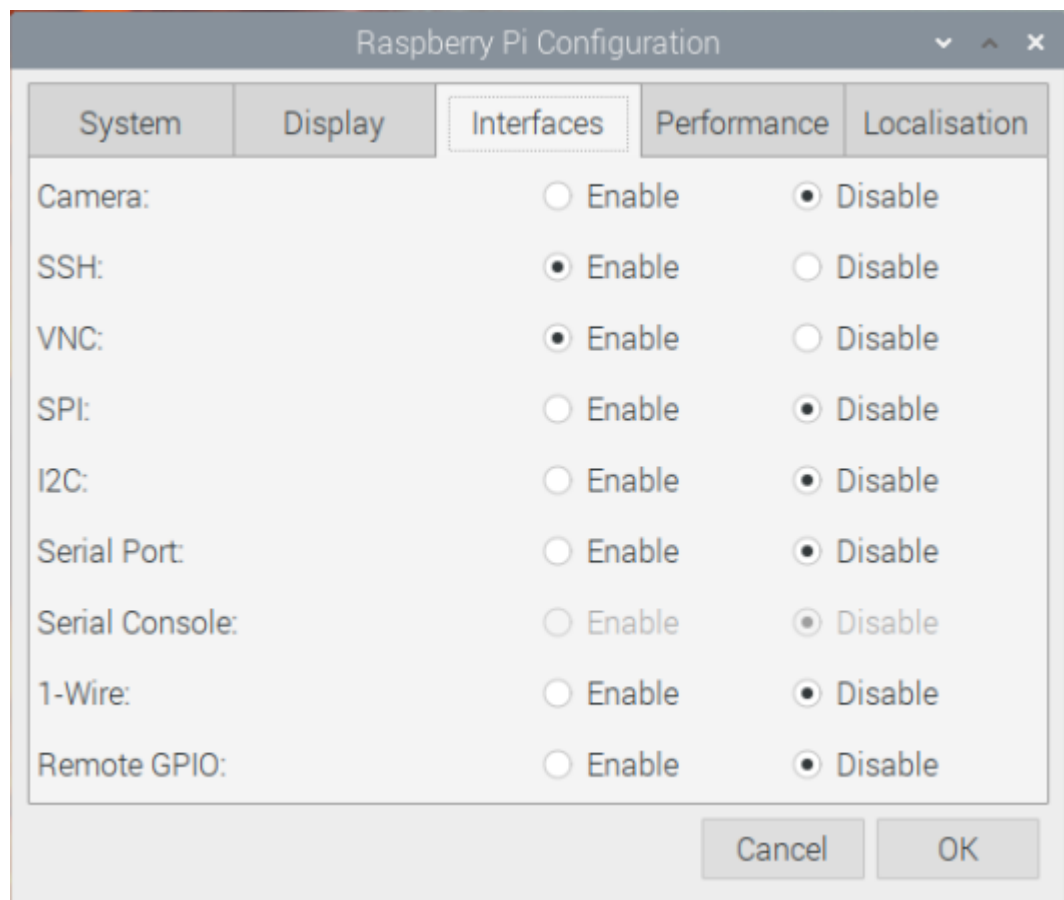 Raspberry Pi Configuration
System Display Interfaces Performance Localisation
Camera: Enable Disable
SSH: Enable Disable
VNC: Enable Disable
SPI: Enable Disable
I2C: Enable Disable
Serial Port: Enable Disable
Serial Console: Enable Disable
1-Wire: Enable Disable
Remote GPIO: Enable Disable
Cancel OK